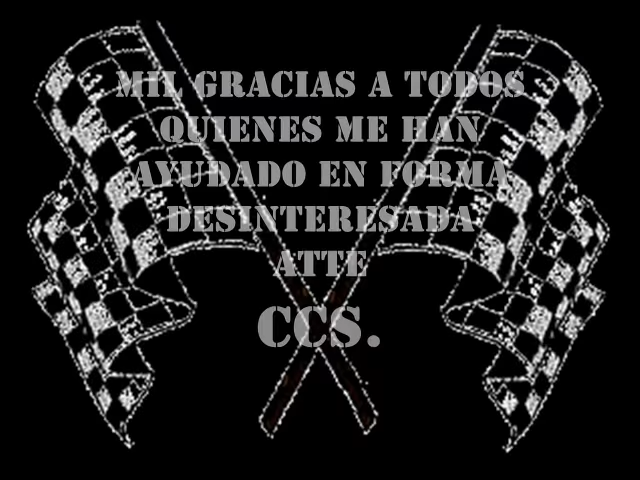 MIL GRACIAS A TODOS
QUIENES ME HAN
AYUDADO EN FORMA
DESINTERESADA
ATTE
CCS.